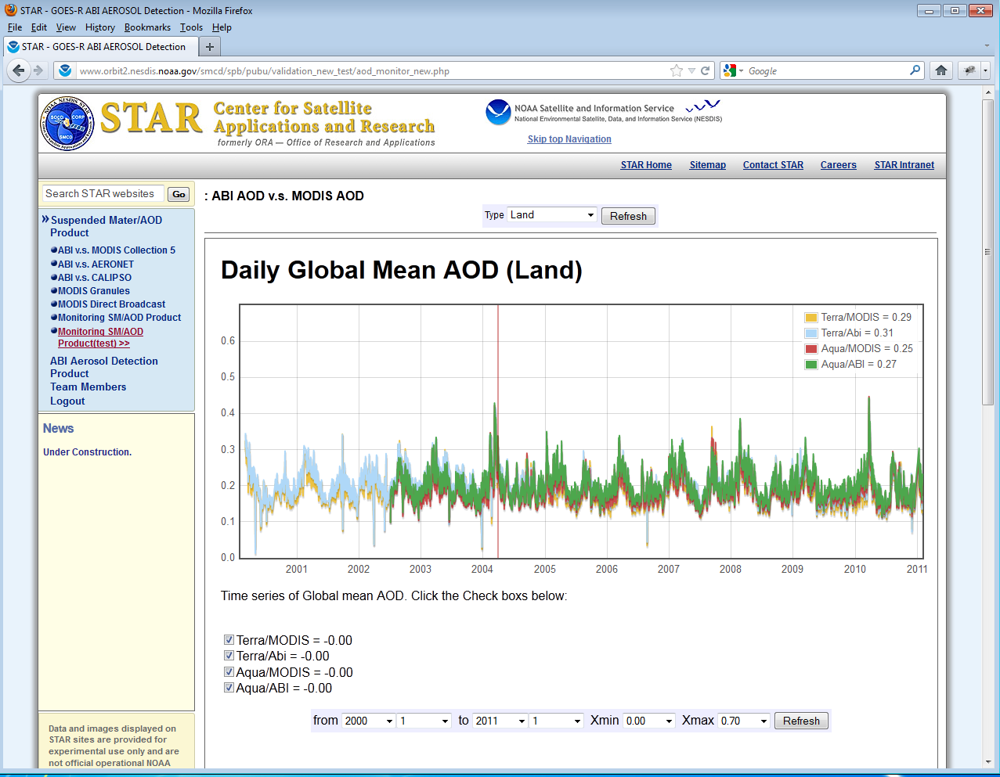 STAR - GOES-R ABI AEROSOL Detection - Mozilla Firefox
File Edit View History Bookmarks Tools Help
STAR - GOES-R ABI AEROSOL Detection
www.orbit2.nesdis.noaa.gov/smcd/spb/pubu/validation_new_test/aod_monitor_new.php
Google
STAR Center for Satellite
Applications and Research
formerly ORA — Office of Research and Applications
NOAA Satellite and Information Service
National Environmental Satellite, Data, and Information Service (NESDIS)
Skip top Navigation
STAR Home Sitemap Contact STAR Careers STAR Intranet
Search STAR websites Go
Suspended Mater/AOD
Product
ABI v.s. MODIS Collection 5
ABI v.s. AERONET
ABI v.s. CALIPSO
MODIS Granules
MODIS Direct Broadcast
Monitoring SM/AOD Product
Monitoring SM/AOD
Product(test) >>
ABI Aerosol Detection
Product
Team Members
Logout
News
Under Construction.
Data and images displayed on
STAR sites are provided for
experimental use only and are
not official operational NOAA
: ABI AOD v.s. MODIS AOD
Type Land Refresh
Daily Global Mean AOD (Land)
Terra/MODIS = 0.29
Terra/Abi = 0.31
Aqua/MODIS = 0.25
Aqua/ABI = 0.27
0.6
0.5
0.4
0.3
0.2
0.1
0.0
2001 2002 2003 2004 2005 2006 2007 2008 2009 2010 2011
Time series of Global mean AOD. Click the Check boxs below:
Terra/MODIS = -0.00
Terra/Abi = -0.00
Aqua/MODIS = -0.00
Aqua/ABI = -0.00
from 2000 1 to 2011 1 Xmin 0.00 Xmax 0.70 Refresh